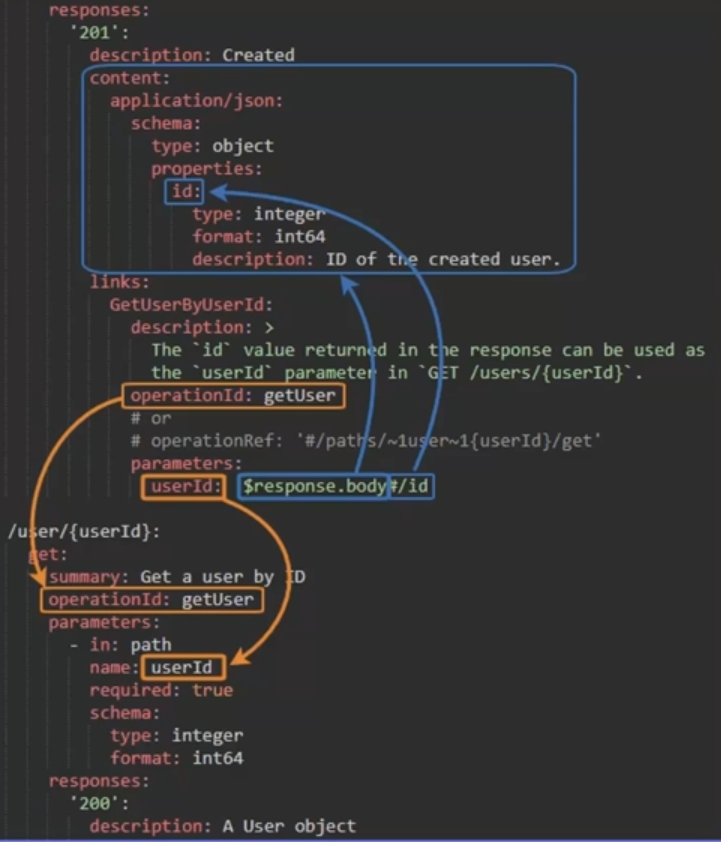 responses:
'201':
description: Created
content:
application/json:
schema:
type: object
properties:
id:
type: integer
format: int64
description: ID of the created user.
links:
GetUserByUserId:
description: >
The `id` value returned in the response can be used as
the `userId` parameter in `GET /users/{userId}`.
operationId: getUser
# or
# operationRef: '#/paths/~1user~1{userId}/get'
parameters:
userId: $response.body#/id
/user/{userId}:
get:
summary: Get a user by ID
operationId: getUser
parameters:
- in: path
name: userId
required: true
schema:
type: integer
format: int64
responses:
'200':
description: A User object